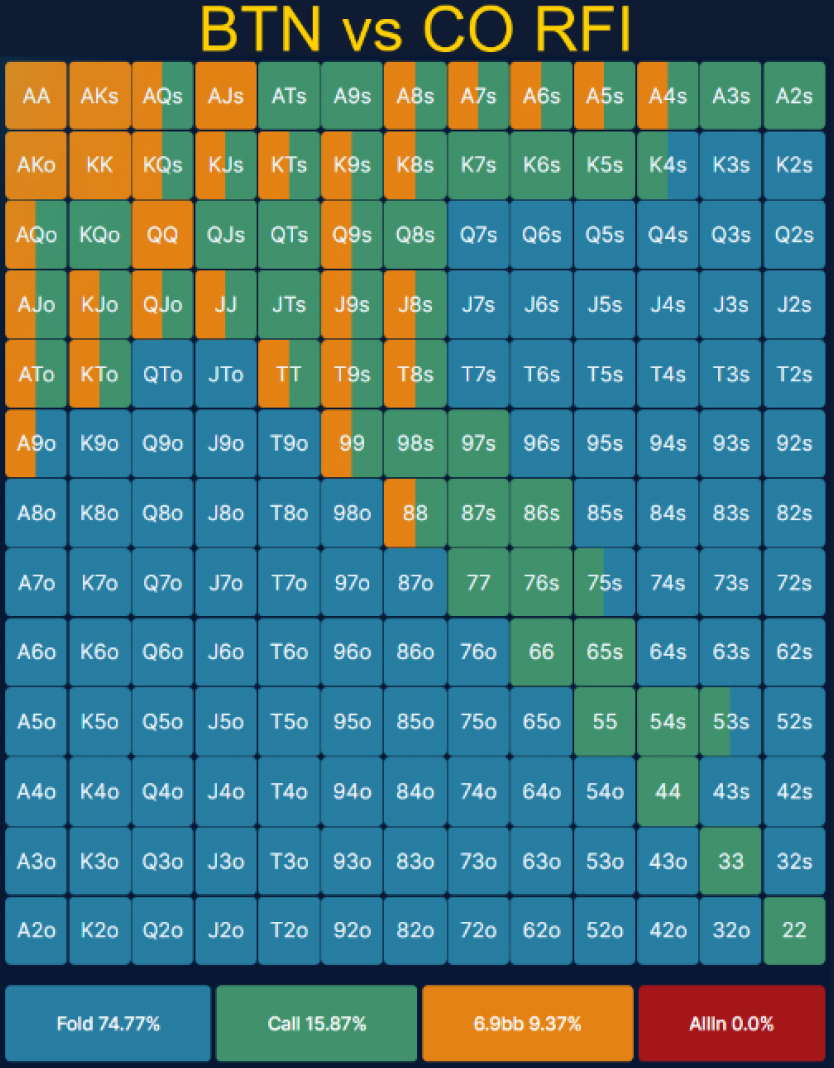 BTN vs CO RFI
AA AKs AQs AJs ATs A9s A8s A7s A6s A5s A4s A3s A2s
AKo KK KQs KJs KTs K9s K8s K7s K6s K5s K4s K3s K2s
AQo KQo QQ QJs QTs Q9s Q8s Q7s Q6s Q5s Q4s Q3s Q2s
AJo KJo QJo JJ JTs J9s J8s J7s J6s J5s J4s J3s J2s
ATo KTo QTo JTo TT T9s T8s T7s T6s T5s T4s T3s T2s
A9o K9o Q9o J9o T9o 99 98s 97s 96s 95s 94s 93s 92s
A8o K8o Q8o J8o T8o 98o 88 87s 86s 85s 84s 83s 82s
A7o K7o Q7o J7o T7o 97o 87o 77 76s 75s 74s 73s 72s
A6o K6o Q6o J6o T6o 96o 86o 76o 66 65s 64s 63s 62s
A5o K5o Q5o J5o T5o 95o 85o 75o 65o 55 54s 53s 52s
A4o K4o Q4o J4o T4o 94o 84o 74o 64o 54o 44 43s 42s
A3o K3o Q3o J3o T3o 93o 83o 73o 63o 53o 43o 33 32s
A2o K2o Q2o J2o T2o 92o 82o 72o 62o 52o 42o 32o 22
Fold 74.77% Call 15.87% 6.9bb 9.37% AllIn 0.0%